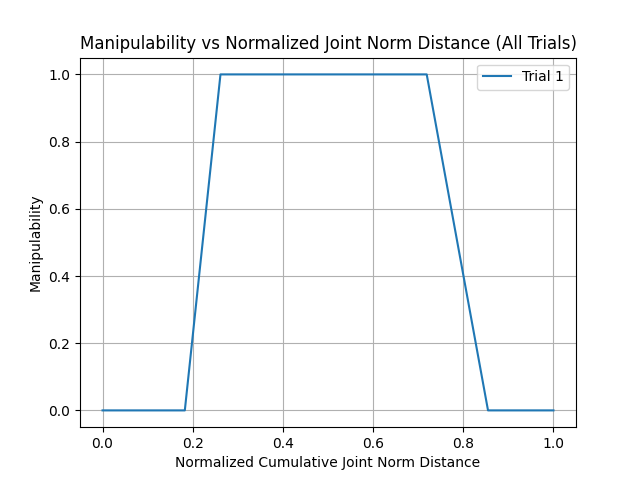 Manipulability vs Normalized Joint Norm Distance (All Trials)
Trial 1
Manipulability
1.0
0.8
0.6
0.4
0.2
0.0
0.0 0.2 0.4 0.6 0.8 1.0
Normalized Cumulative Joint Norm Distance